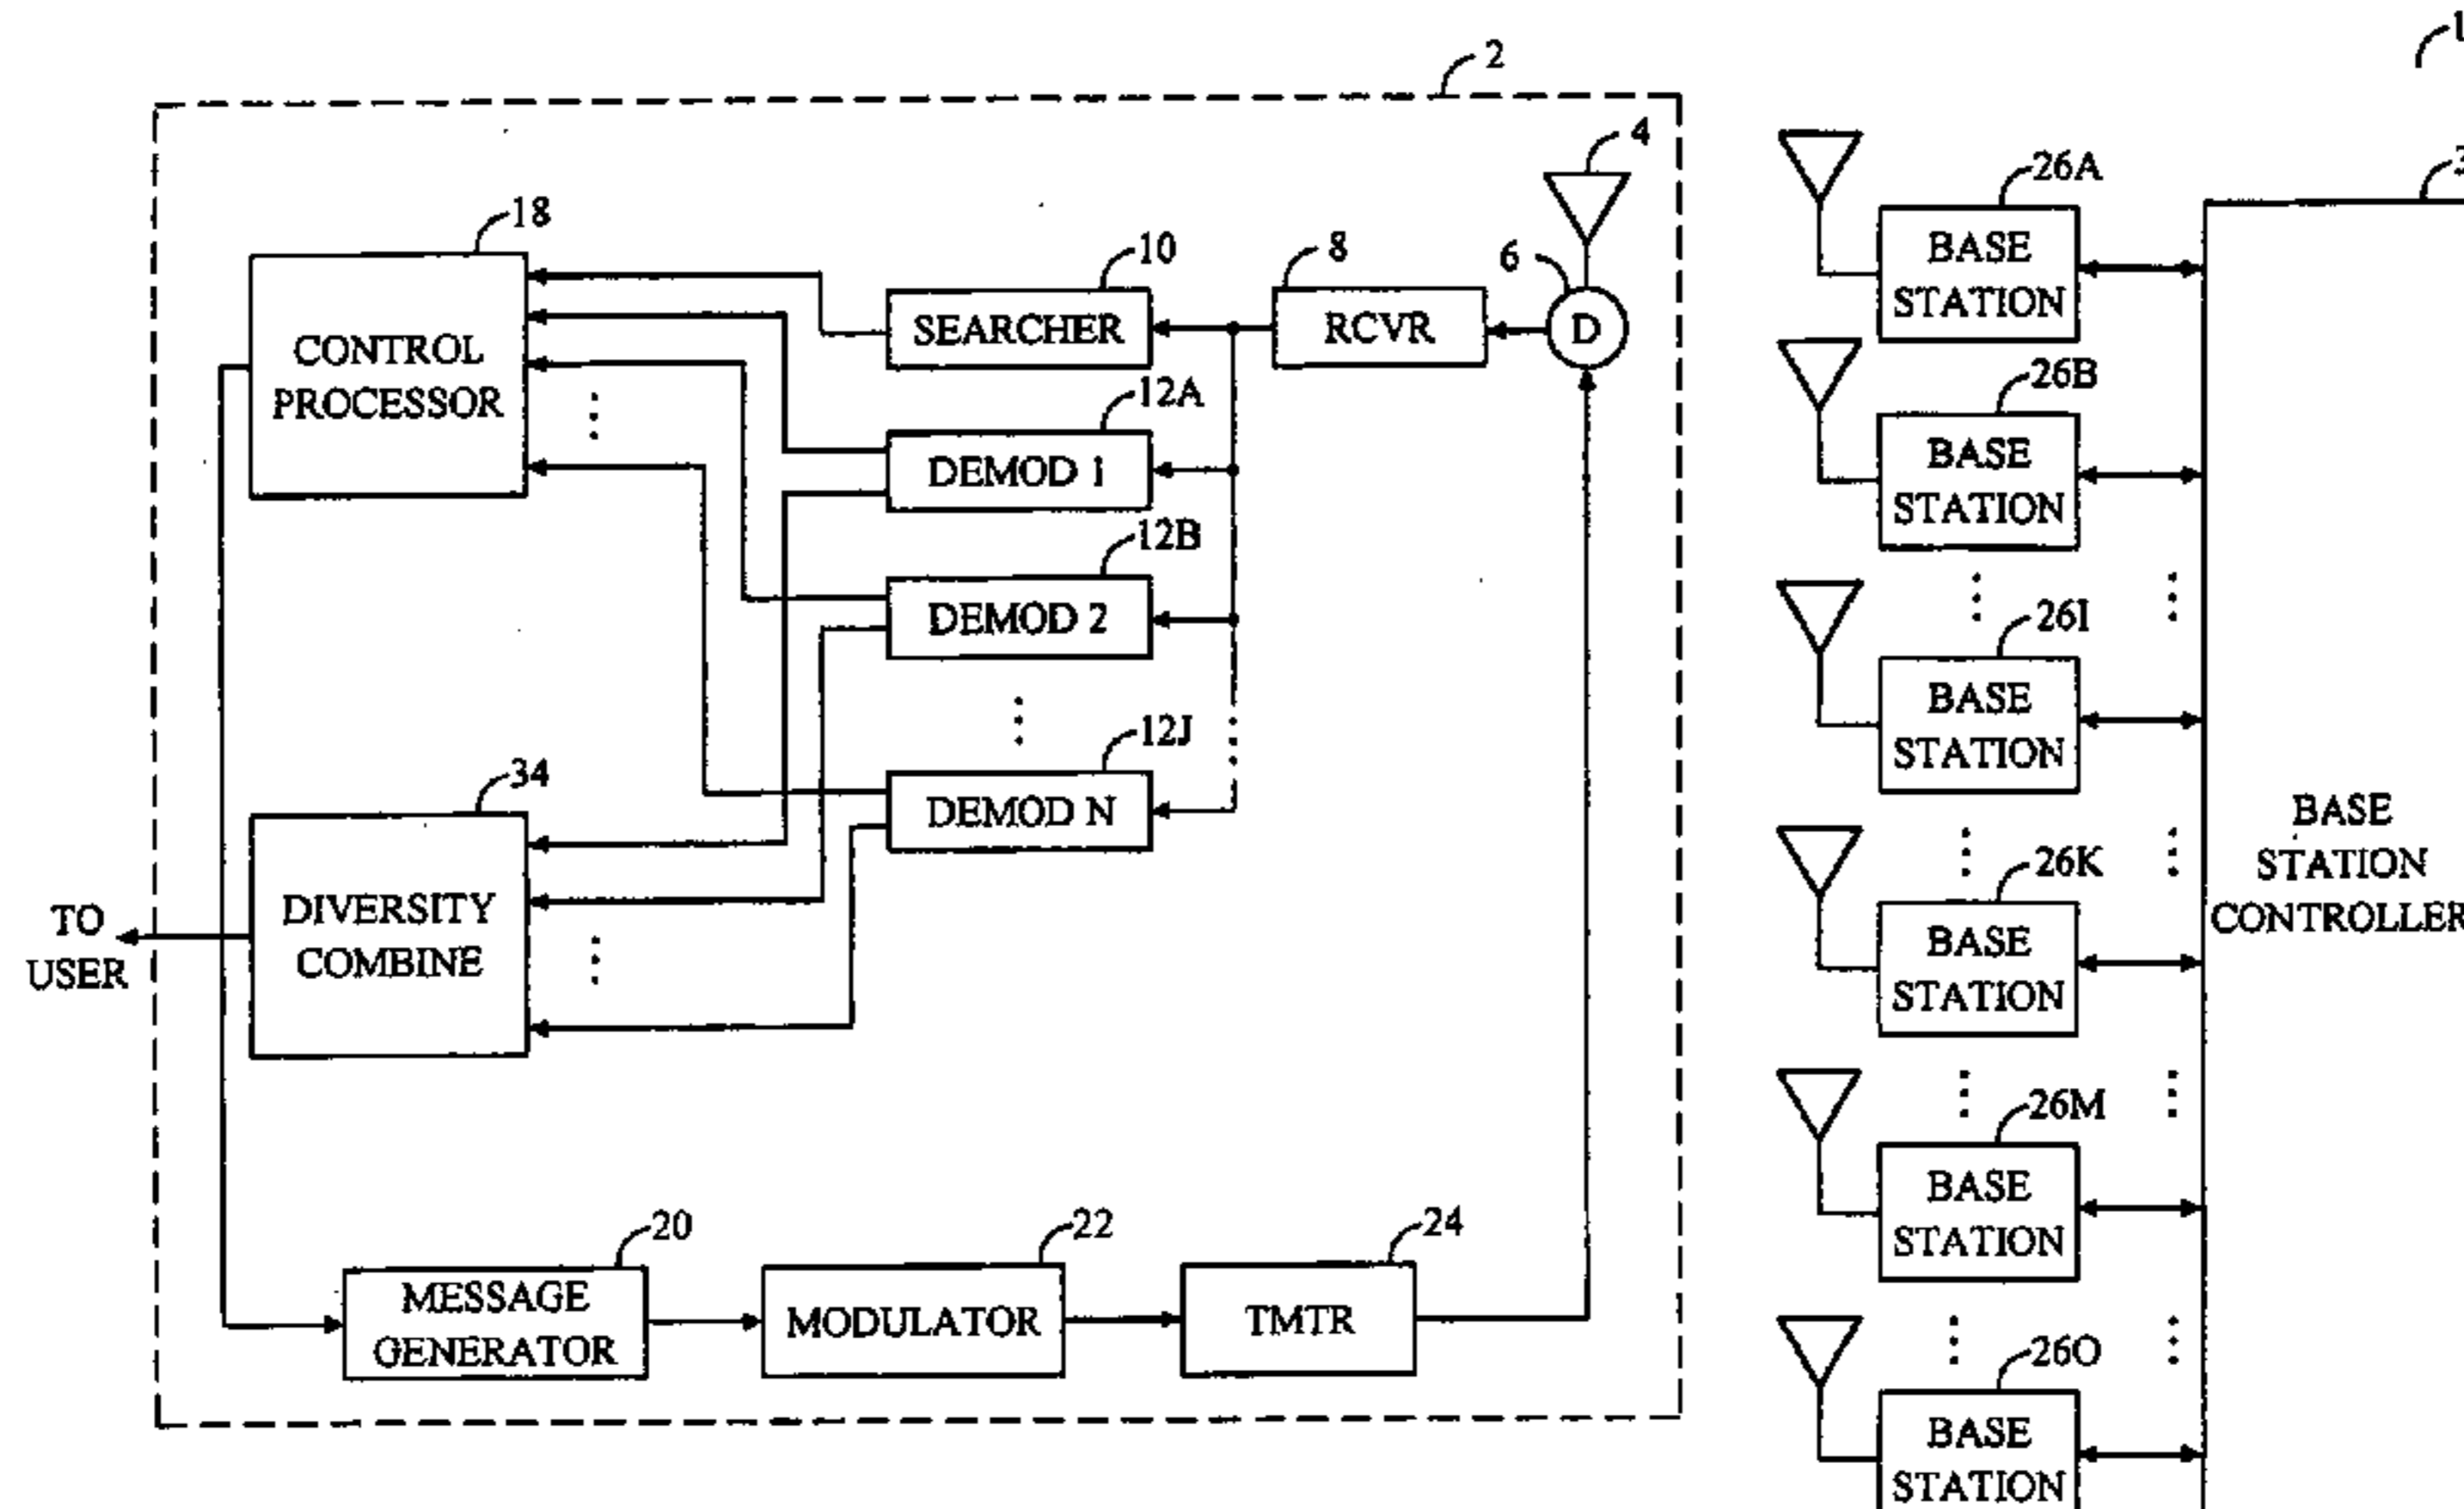 2
4
18
CONTROL
PROCESSOR
10
SEARCHER
8
RCVR
6
D
12A
DEMOD 1
12B
DEMOD 2
12J
DEMOD N
34
DIVERSITY
COMBINE
TO
USER
20
MESSAGE
GENERATOR
22
MODULATOR
24
TMTR
26A
BASE
STATION
26B
BASE
STATION
26I
BASE
STATION
26K
BASE
STATION
26M
BASE
STATION
26O
BASE
STATION
BASE
STATION
CONTROLLER